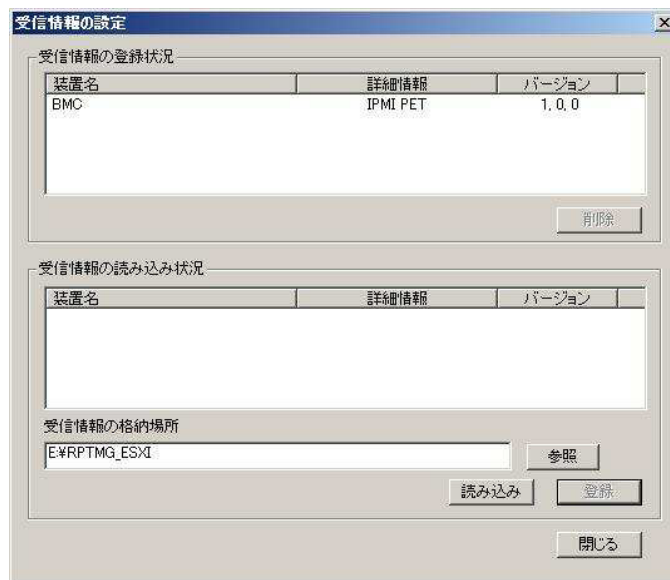 受信情報の設定
受信情報の登録状況
装置名 詳細情報 バージョン
BMC IPMI PET 1, 0, 0
削除
受信情報の読み込み状況
装置名 詳細情報 バージョン
受信情報の格納場所
E:¥RPTMG_ESXI 参照
読み込み 登録
閉じる